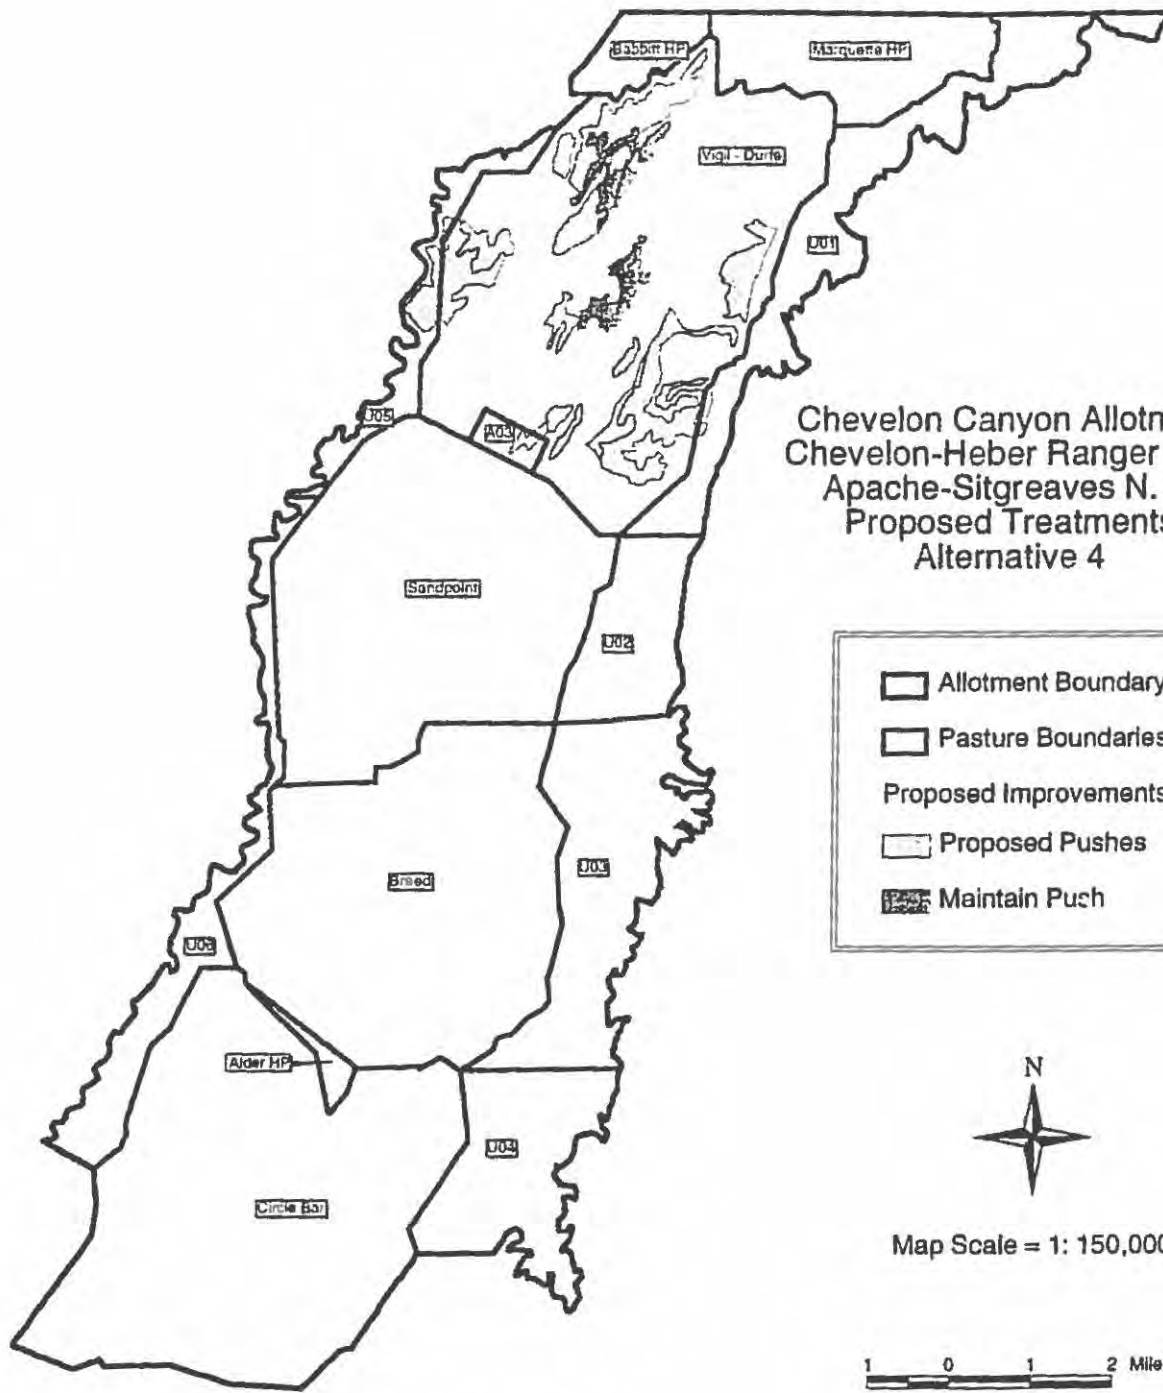 Babbitt HP
Marquette HP
Vigil - Durfe
U01
U05
A03
Chevelon Canyon Allotn
Chevelon-Heber Ranger
Apache-Sitgreaves N.
Proposed Treatments
Alternative 4
Sandpoint
U02
Allotment Boundary
Pasture Boundaries
Proposed Improvements
Proposed Pushes
Maintain Push
Breed
U03
U06
Alder HP
N
U04
Circle Bar
Map Scale = 1: 150,000
1 0 1 2 Mile